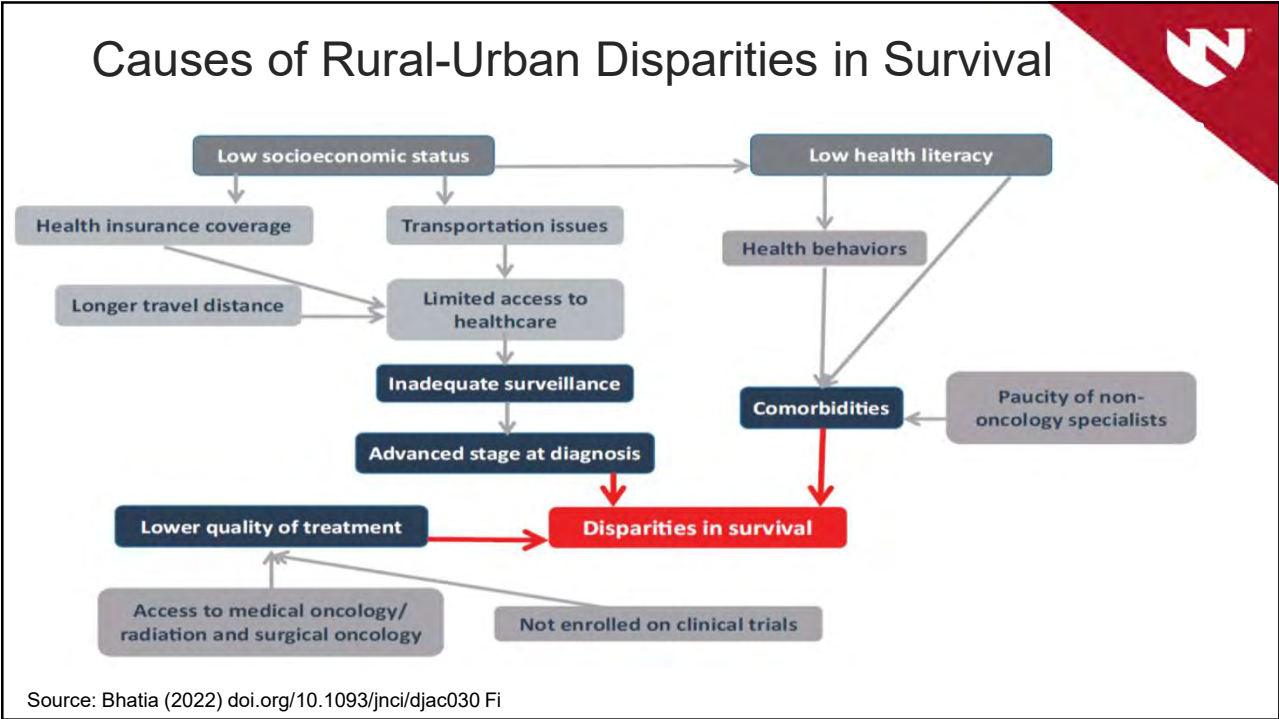 Causes of Rural-Urban Disparities in Survival
Low socioeconomic status
Low health literacy
Health insurance coverage
Transportation issues
Health behaviors
Longer travel distance
Limited access to
healthcare
Inadequate surveillance
Comorbidities
Paucity of non-
oncology specialists
Advanced stage at diagnosis
Lower quality of treatment
Disparities in survival
Access to medical oncology/
radiation and surgical oncology
Not enrolled on clinical trials
Source: Bhatia (2022) doi.org/10.1093/jnci/djac030 Fi